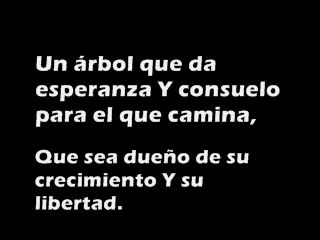 Un árbol que da
esperanza Y consuelo
para el que camina,
Que sea dueño de su
crecimiento Y su
libertad.